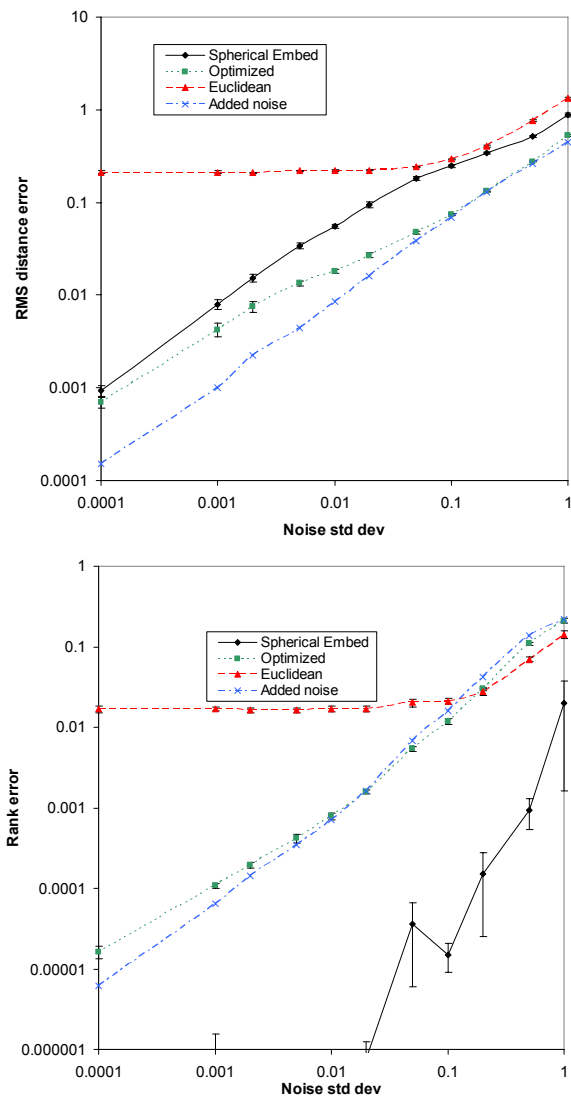 10
1
0.1
0.01
0.001
0.0001
RMS distance error
Spherical Embed
Optimized
Euclidean
Added noise
0.0001 0.001 0.01 0.1 1
Noise std dev
1
0.1
0.01
0.001
0.0001
0.00001
0.000001
Rank error
Spherical Embed
Optimized
Euclidean
Added noise
0.0001 0.001 0.01 0.1 1
Noise std dev